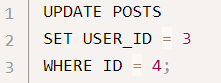 1 UPDATE POSTS
2 SET USER_ID = 3
3 WHERE ID = 4;